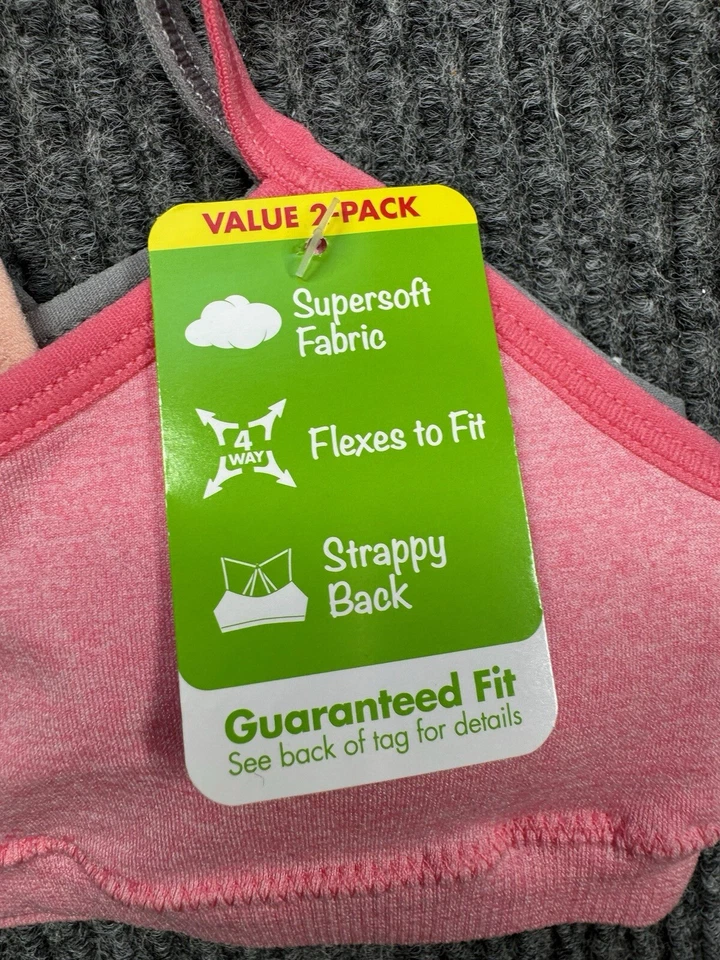 VALUE 2-PACK
Supersoft
Fabric
4
WAY
Flexes to Fit
Strappy
Back
Guaranteed Fit
See back of tag for details